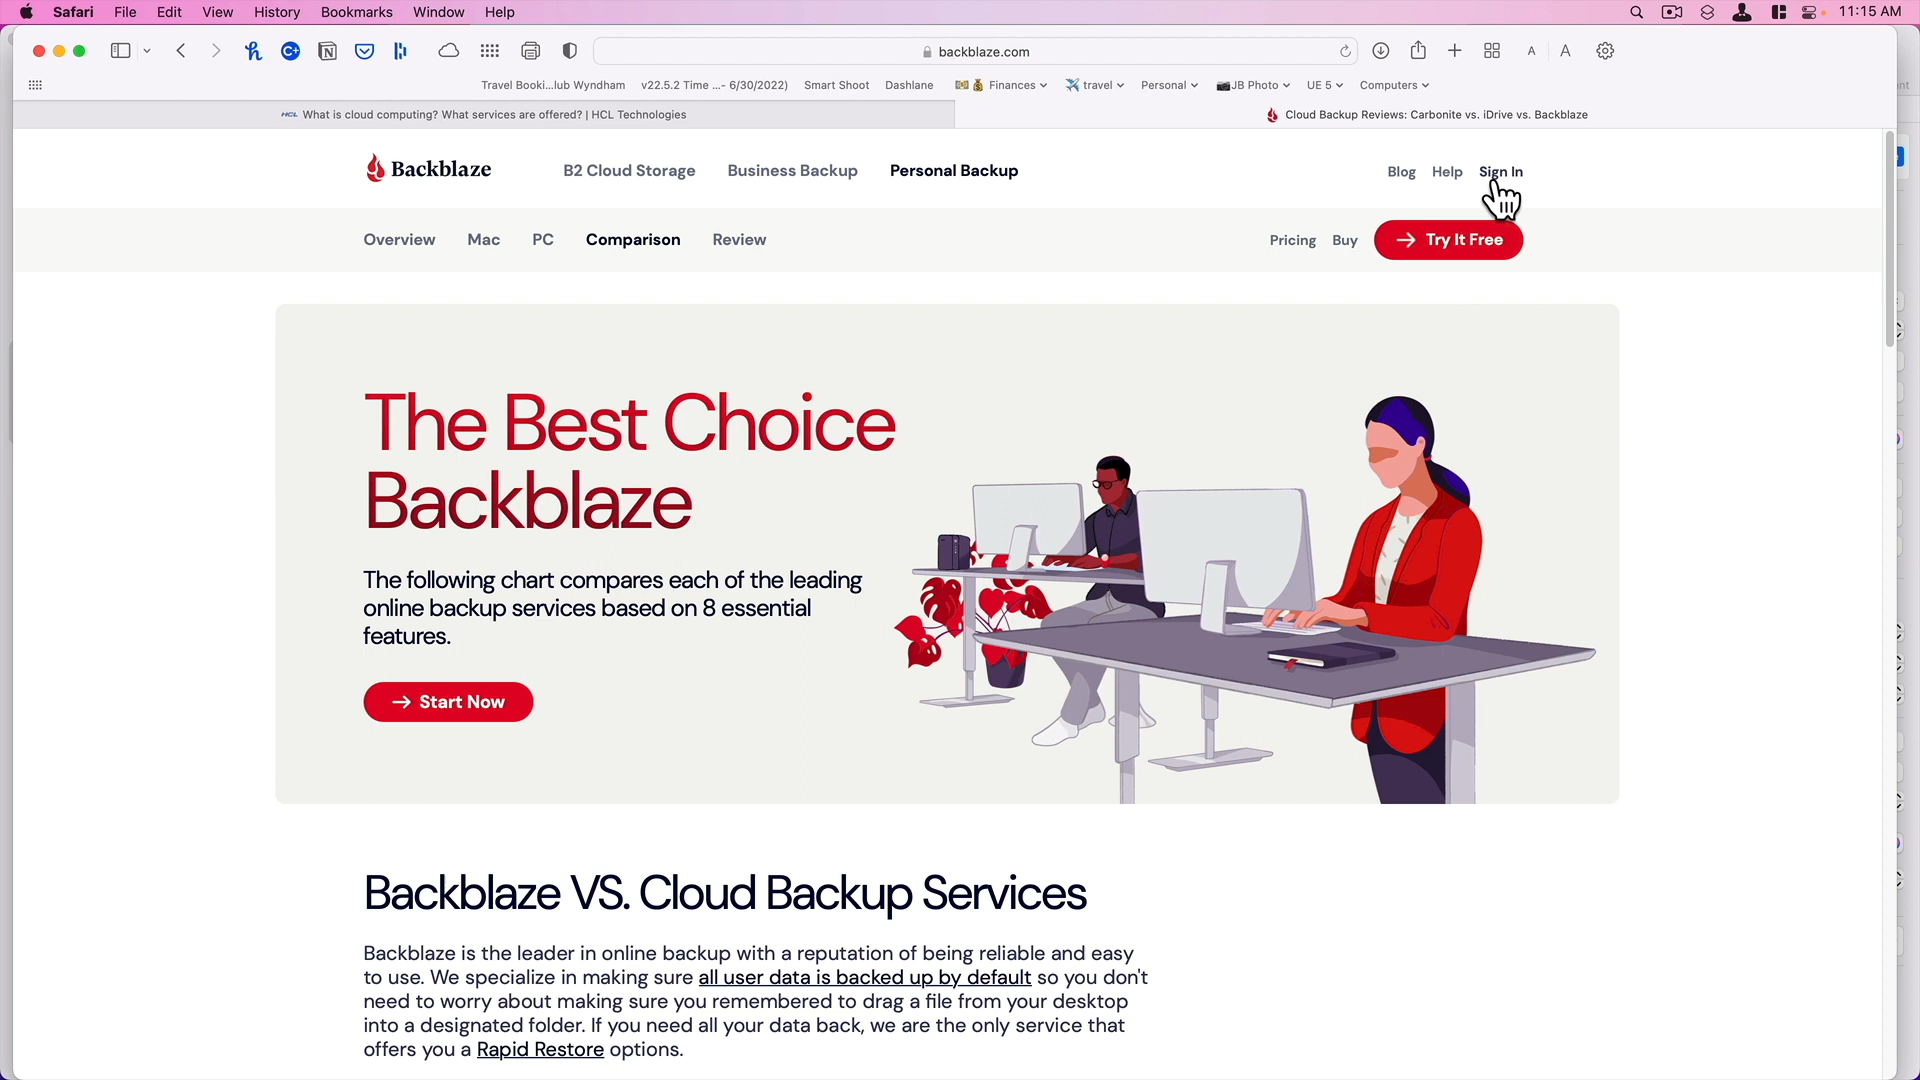 Safari File Edit View History Bookmarks Window Help 11:15 AM
backblaze.com
Travel Booki...lub Wyndham v22.5.2 Time ...- 6/30/2022) Smart Shoot Dashlane Finances travel Personal JB Photo UE 5 Computers
HCL What is cloud computing? What services are offered? | HCL Technologies
Cloud Backup Reviews: Carbonite vs. iDrive vs. Backblaze
Backblaze B2 Cloud Storage Business Backup Personal Backup Blog Help Sign In
Overview Mac PC Comparison Review Pricing Buy Try It Free
The Best Choice
Backblaze
The following chart compares each of the leading
online backup services based on 8 essential
features.
Start Now
Backblaze VS. Cloud Backup Services
Backblaze is the leader in online backup with a reputation of being reliable and easy
to use. We specialize in making sure all user data is backed up by default so you don't
need to worry about making sure you remembered to drag a file from your desktop
into a designated folder. If you need all your data back, we are the only service that
offers you a Rapid Restore options.